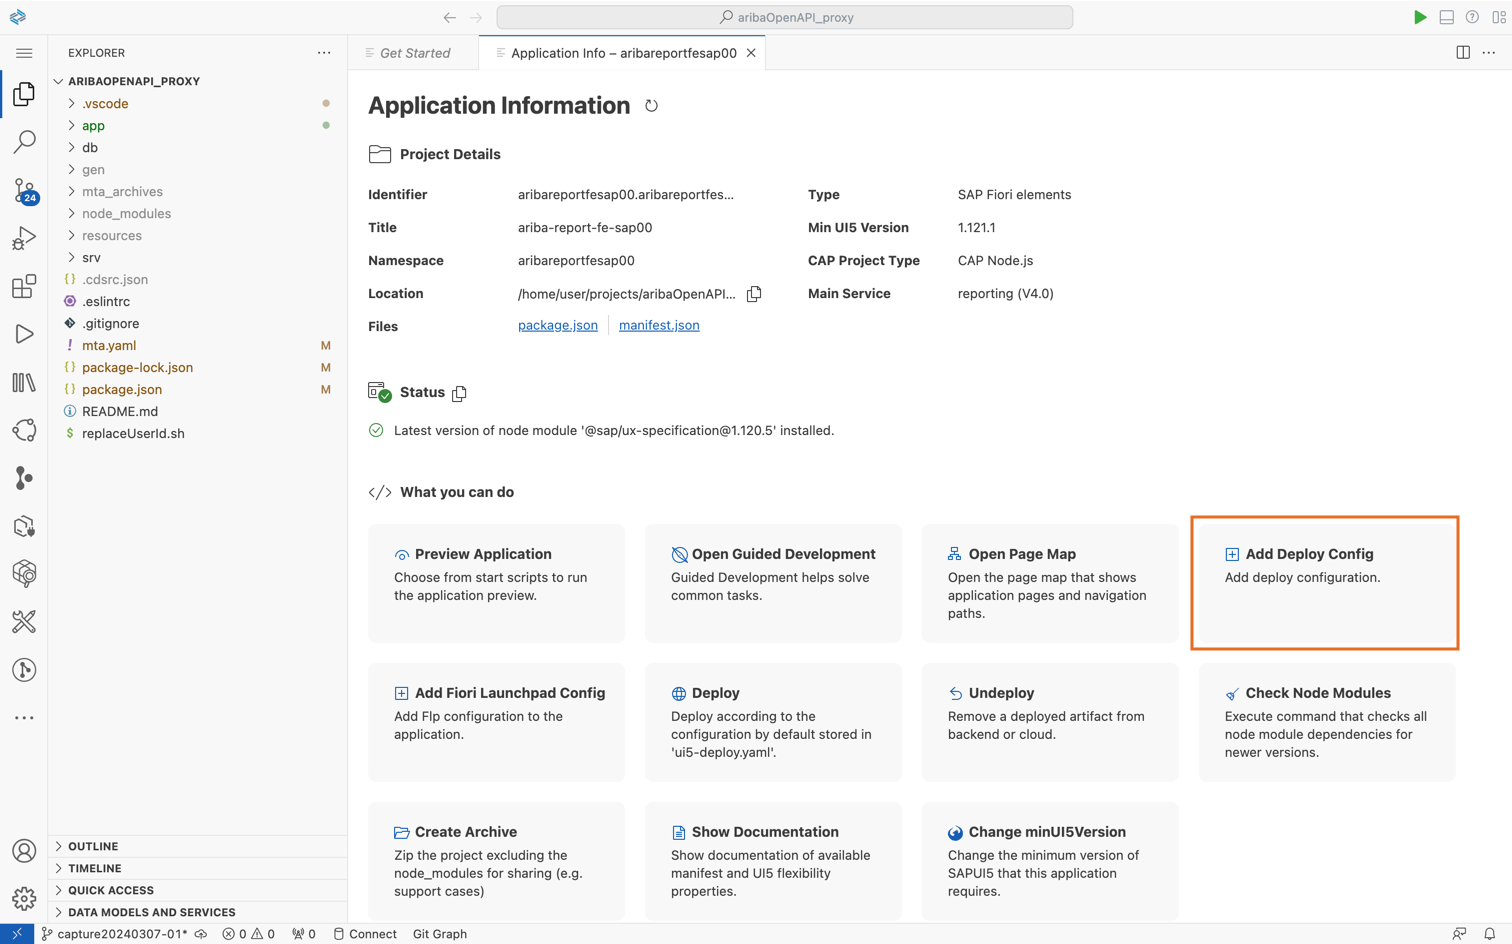 aribaOpenAPI_proxy
EXPLORER
Get Started
Application Info – aribareportfesap00
ARIBAOPENAPI_PROXY
.vscode
app
db
gen
mta_archives
node_modules
resources
srv
.cdsrc.json
.eslintrc
.gitignore
mta.yaml M
package-lock.json M
package.json M
README.md
replaceUserId.sh
24
OUTLINE
TIMELINE
QUICK ACCESS
DATA MODELS AND SERVICES
Application Information
Project Details
Identifier aribareportfesap00.aribareportfes... Type SAP Fiori elements
Title ariba-report-fe-sap00 Min UI5 Version 1.121.1
Namespace aribareportfesap00 CAP Project Type CAP Node.js
Location /home/user/projects/aribaOpenAPI... Main Service reporting (V4.0)
Files package.json manifest.json
Status
Latest version of node module '@sap/ux-specification@1.120.5' installed.
What you can do
Preview Application
Choose from start scripts to run
the application preview.
Open Guided Development
Guided Development helps solve
common tasks.
Open Page Map
Open the page map that shows
application pages and navigation
paths.
Add Deploy Config
Add deploy configuration.
Add Fiori Launchpad Config
Add Flp configuration to the
application.
Deploy
Deploy according to the
configuration by default stored in
'ui5-deploy.yaml'.
Undeploy
Remove a deployed artifact from
backend or cloud.
Check Node Modules
Execute command that checks all
node module dependencies for
newer versions.
Create Archive
Zip the project excluding the
node_modules for sharing (e.g.
support cases)
Show Documentation
Show documentation of available
manifest and UI5 flexibility
properties.
Change minUI5Version
Change the minimum version of
SAPUI5 that this application
requires.
capture20240307-01* 0 0 0 Connect Git Graph